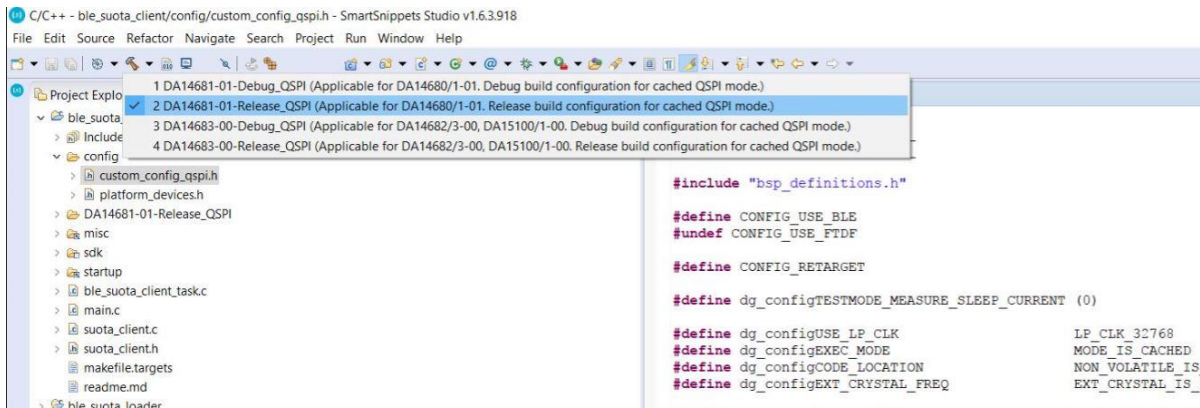 C/C++ - ble_suota_client/config/custom_config_qspi.h - SmartSnippets Studio v1.6.3.918
File Edit Source Refactor Navigate Search Project Run Window Help
1 DA14681-01-Debug_QSPI (Applicable for DA14680/1-01. Debug build configuration for cached QSPI mode.)
2 DA14681-01-Release_QSPI (Applicable for DA14680/1-01. Release build configuration for cached QSPI mode.)
3 DA14683-00-Debug_QSPI (Applicable for DA14682/3-00, DA15100/1-00. Debug build configuration for cached QSPI mode.)
4 DA14683-00-Release_QSPI (Applicable for DA14682/3-00, DA15100/1-00. Release build configuration for cached QSPI mode.)
Project Explo
ble_suota_
Include
config
custom_config_qspi.h
platform_devices.h
DA14681-01-Release_QSPI
misc
sdk
startup
ble_suota_client_task.c
main.c
suota_client.c
suota_client.h
makefile.targets
readme.md
ble_suota_loader
#include "bsp_definitions.h"
#define CONFIG_USE_BLE
#undef CONFIG_USE_FTDF
#define CONFIG_RETARGET
#define dg_configTESTMODE_MEASURE_SLEEP_CURRENT (0)
#define dg_configUSE_LP_CLK LP_CLK_32768
#define dg_configEXEC_MODE MODE_IS_CACHED
#define dg_configCODE_LOCATION NON_VOLATILE_IS
#define dg_configEXT_CRYSTAL_FREQ EXT_CRYSTAL_IS_